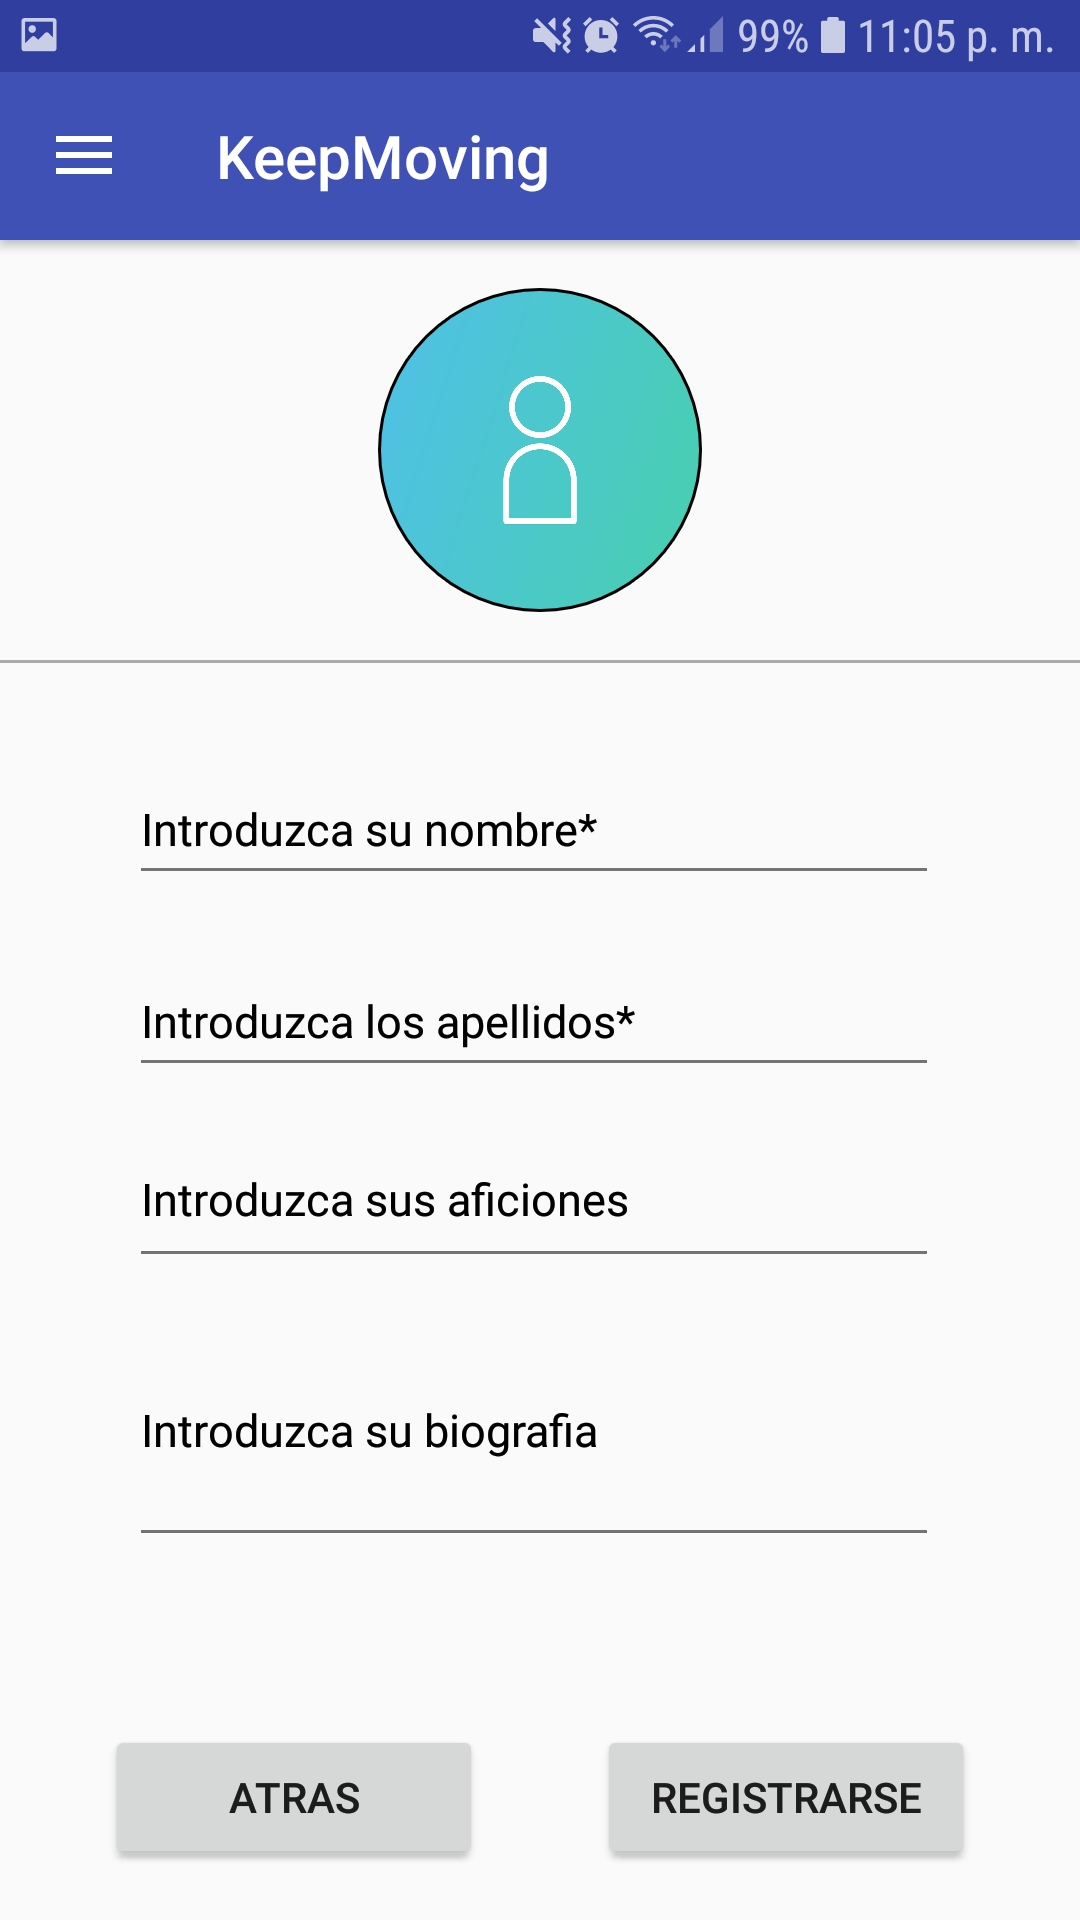 99% 11:05 p. m.
KeepMoving
Introduzca su nombre*
Introduzca los apellidos*
Introduzca sus aficiones
Introduzca su biografia
ATRAS
REGISTRARSE